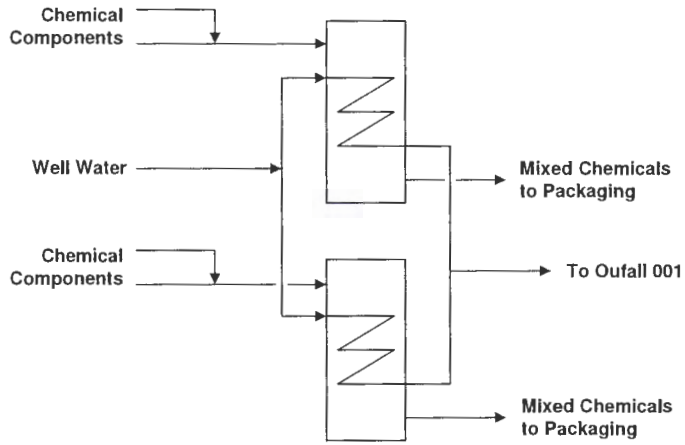 Chemical
Components
Well Water
Mixed Chemicals
to Packaging
Chemical
Components
To Oufall 001
Mixed Chemicals
to Packaging